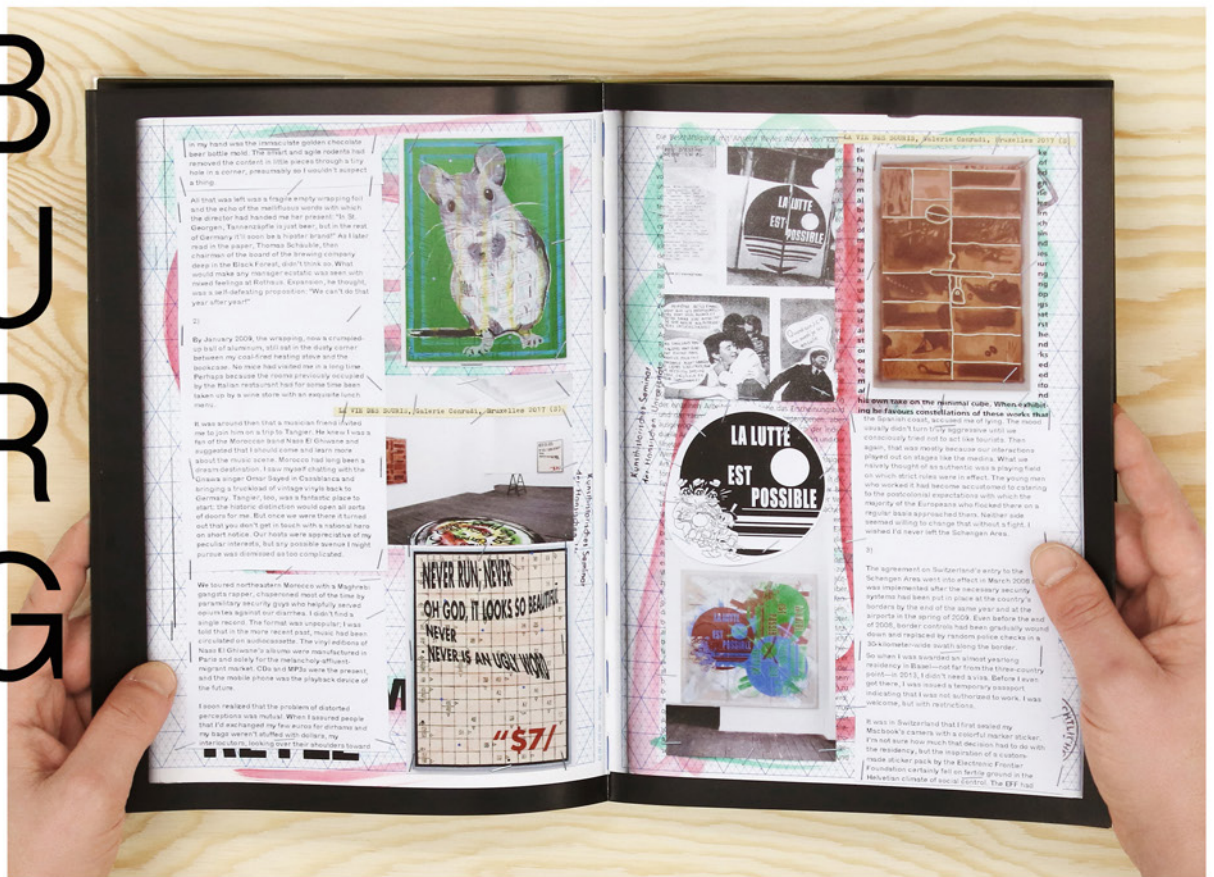 B
U
R
G
in my hand was the immaculate golden chocolate
beer bottle mold. The smart and agile rodents had
removed the content in little pieces through a tiny
hole in a corner, presumably so I wouldn't suspect
a thing.
All that was left was a fragile empty wrapping foil
and the echo of the mellifluous words with which
the director had handed me her present: "In St.
Georgen, Tannenzäpfle is just beer, but in the rest
of Germany it'll soon be a hipster brand!" As I later
read in the paper, Thomas Schäuble, then
chairman of the board of the brewing company
deep in the Black Forest, didn't think so. What
would make any manager ecstatic was seen with
mixed feelings at Rothaus. Expansion, he thought,
was a self-defeating proposition: "We can't do that
year after year!"
2)
By January 2009, the wrapping, now a crumpled-
up ball of aluminum, still sat in the dusty corner
between my coal-fired heating stove and the
bookcase. No mice had visited me in a long time.
Perhaps because the rooms previously occupied
by the Italian restaurant had for some time been
taken up by a wine store with an exquisite lunch
menu.
It was around then that a musician friend invited
me to join him on a trip to Tangier. He knew I was a
fan of the Moroccan band Nass El Ghiwane and
suggested that I should come and learn more
about the music scene. Morocco had long been a
dream destination. I saw myself chatting with the
Gnawa singer Omar Sayed in Casablanca and
bringing a truckload of vintage vinyls back to
Germany. Tangier, too, was a fantastic place to
start: the historic distinction would open all sorts
of doors for me. But once we were there it turned
out that you don't get in touch with a national hero
on short notice. Our hosts were appreciative of my
peculiar interests, but any possible avenue I might
pursue was dismissed as too complicated.
We toured northeastern Morocco with a Maghrebi
gangsta rapper, chaperoned most of the time by
paramilitary security guys who helpfully served
opiumtea against our diarrhea. I didn't find a
single record. The format was unpopular; I was
told that in the more recent past, music had been
circulated on audiocassette. The vinyl editions of
Nass El Ghiwane's albums were manufactured in
Paris and solely for the melancholy affluent-
migrant market. CDs and MP3s were the present,
and the mobile phone was the playback device of
the future.
I soon realized that the problem of distorted
perceptions was mutual. When I assured people
that I'd exchanged my few euros for dirhams and
my bags weren't stuffed with dollars, my
interlocutors, looking over their shoulders toward
LA VIE DES SOURIS, Galerie Conradi, Bruxelles 2017 (3)
Kunsthistorisches Seminar
NEVER RUN, NEVER
OH GOD, IT LOOKS SO BEAUTIFUL
NEVER
NEVER IS AN UGLY WORD
"$7/
LA VIE DES SOURIS, Galerie Conradi, Bruxelles 2017 (2)
LA LUTTE
EST
POSSIBLE
Kunsthistorisches Seminar
LA LUTTE
EST
POSSIBLE
LA LUTTE
EST
POSSIBLE
his own take on the minimal cube. When exhibit-
ing he favours constellations of these works that
the Spanish coast, accused me of lying. The mood
usually didn't turn truly aggressive until we
consciously tried not to act like tourists. Then
again, that was mostly because our interactions
played out on stages like the medina. What we
naively thought of as authentic was a playing field
on which strict rules were in effect. The young men
who worked it had become accustomed to catering
to the postcolonial expectations with which the
majority of the Europeans who flocked there on a
regular basis approached them. Neither side
seemed willing to change that without a fight. I
wished I'd never left the Schengen Area.
3)
The agreement on Switzerland's entry to the
Schengen Area went into effect in March 2008
was implemented after the necessary security
systems had been put in place at the country's
borders by the end of the same year and at the
airports in the spring of 2009. Even before the end
of 2008, border controls had been gradually wound
down and replaced by random police checks in a
30-kilometer-wide swath along the border.
So when I was awarded an almost yearlong
residency in Basel—not far from the three-country
point—in 2013, I didn't need a visa. Before I even
got there, I was issued a temporary passport
indicating that I was not authorized to work. I was
welcome, but with restrictions.
It was in Switzerland that I first sealed my
Macbook's camera with a colorful marker sticker.
I'm not sure how much that decision had to do with
the residency, but the inspiration of a custom-
made sticker pack by the Electronic Frontier
Foundation certainly fell on fertile ground in the
Helvetian climate of social control. The EFF had